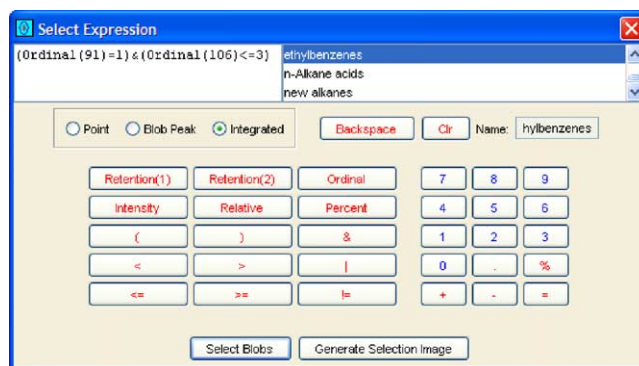 Select Expression
(Ordinal(91)=1)&(Ordinal(106)<=3)
ethylbenzenes
n-Alkane acids
new alkanes
Point Blob Peak Integrated Backspace Clr Name: hylbenzenes
Retention(1) Retention(2) Ordinal 7 8 9
Intensity Relative Percent 4 5 6
( ) & 1 2 3
< > | 0 . %
<= >= != + - =
Select Blobs Generate Selection Image